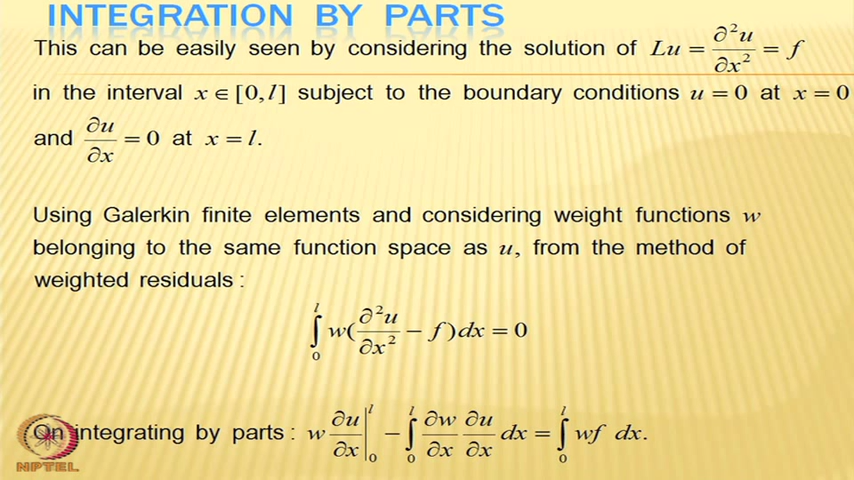 INTEGRATION BY PARTS
This can be easily seen by considering the solution of Lu = ∂²u/∂x² = f
in the interval x ∈ [0, l] subject to the boundary conditions u = 0 at x = 0
and ∂u/∂x = 0 at x = l.
Using Galerkin finite elements and considering weight functions w
belonging to the same function space as u, from the method of
weighted residuals :
∫₀ˡ w(∂²u/∂x² − f)dx = 0
On integrating by parts : w ∂u/∂x |₀ˡ − ∫₀ˡ ∂w/∂x ∂u/∂x dx = ∫₀ˡ wf dx.
NPTEL